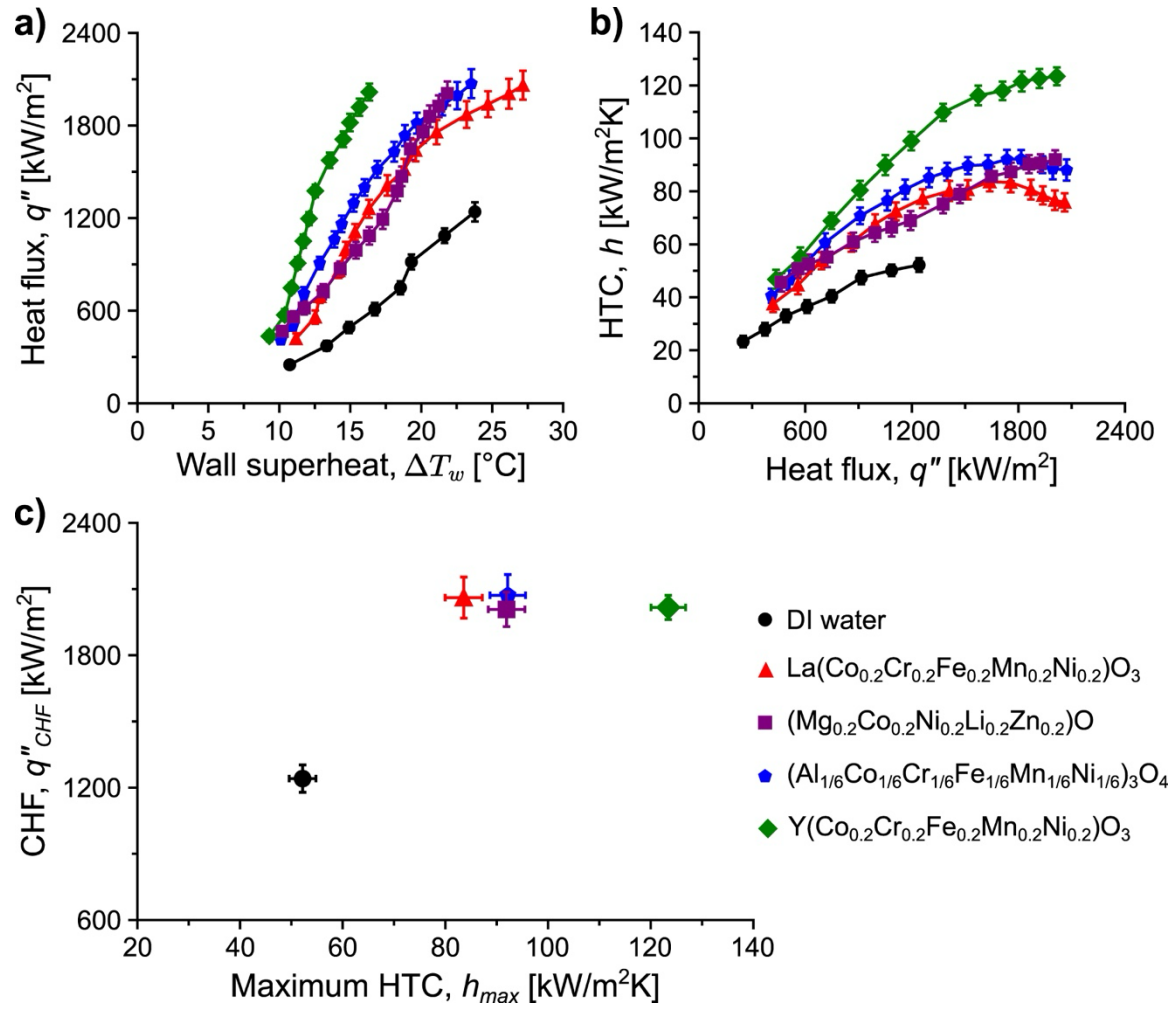 a)
2400
1800
1200
600
0
Heat flux, q″ [kW/m²]
0 5 10 15 20 25 30
Wall superheat, ΔT_w [°C]
b)
140
120
100
80
60
40
20
0
HTC, h [kW/m²K]
0 600 1200 1800 2400
Heat flux, q″ [kW/m²]
c)
2400
1800
1200
600
CHF, q″_CHF [kW/m²]
20 40 60 80 100 120 140
Maximum HTC, h_max [kW/m²K]
DI water
La(Co₀.₂Cr₀.₂Fe₀.₂Mn₀.₂Ni₀.₂)O₃
(Mg₀.₂Co₀.₂Ni₀.₂Li₀.₂Zn₀.₂)O
(Al₁/₆Co₁/₆Cr₁/₆Fe₁/₆Mn₁/₆Ni₁/₆)₃O₄
Y(Co₀.₂Cr₀.₂Fe₀.₂Mn₀.₂Ni₀.₂)O₃